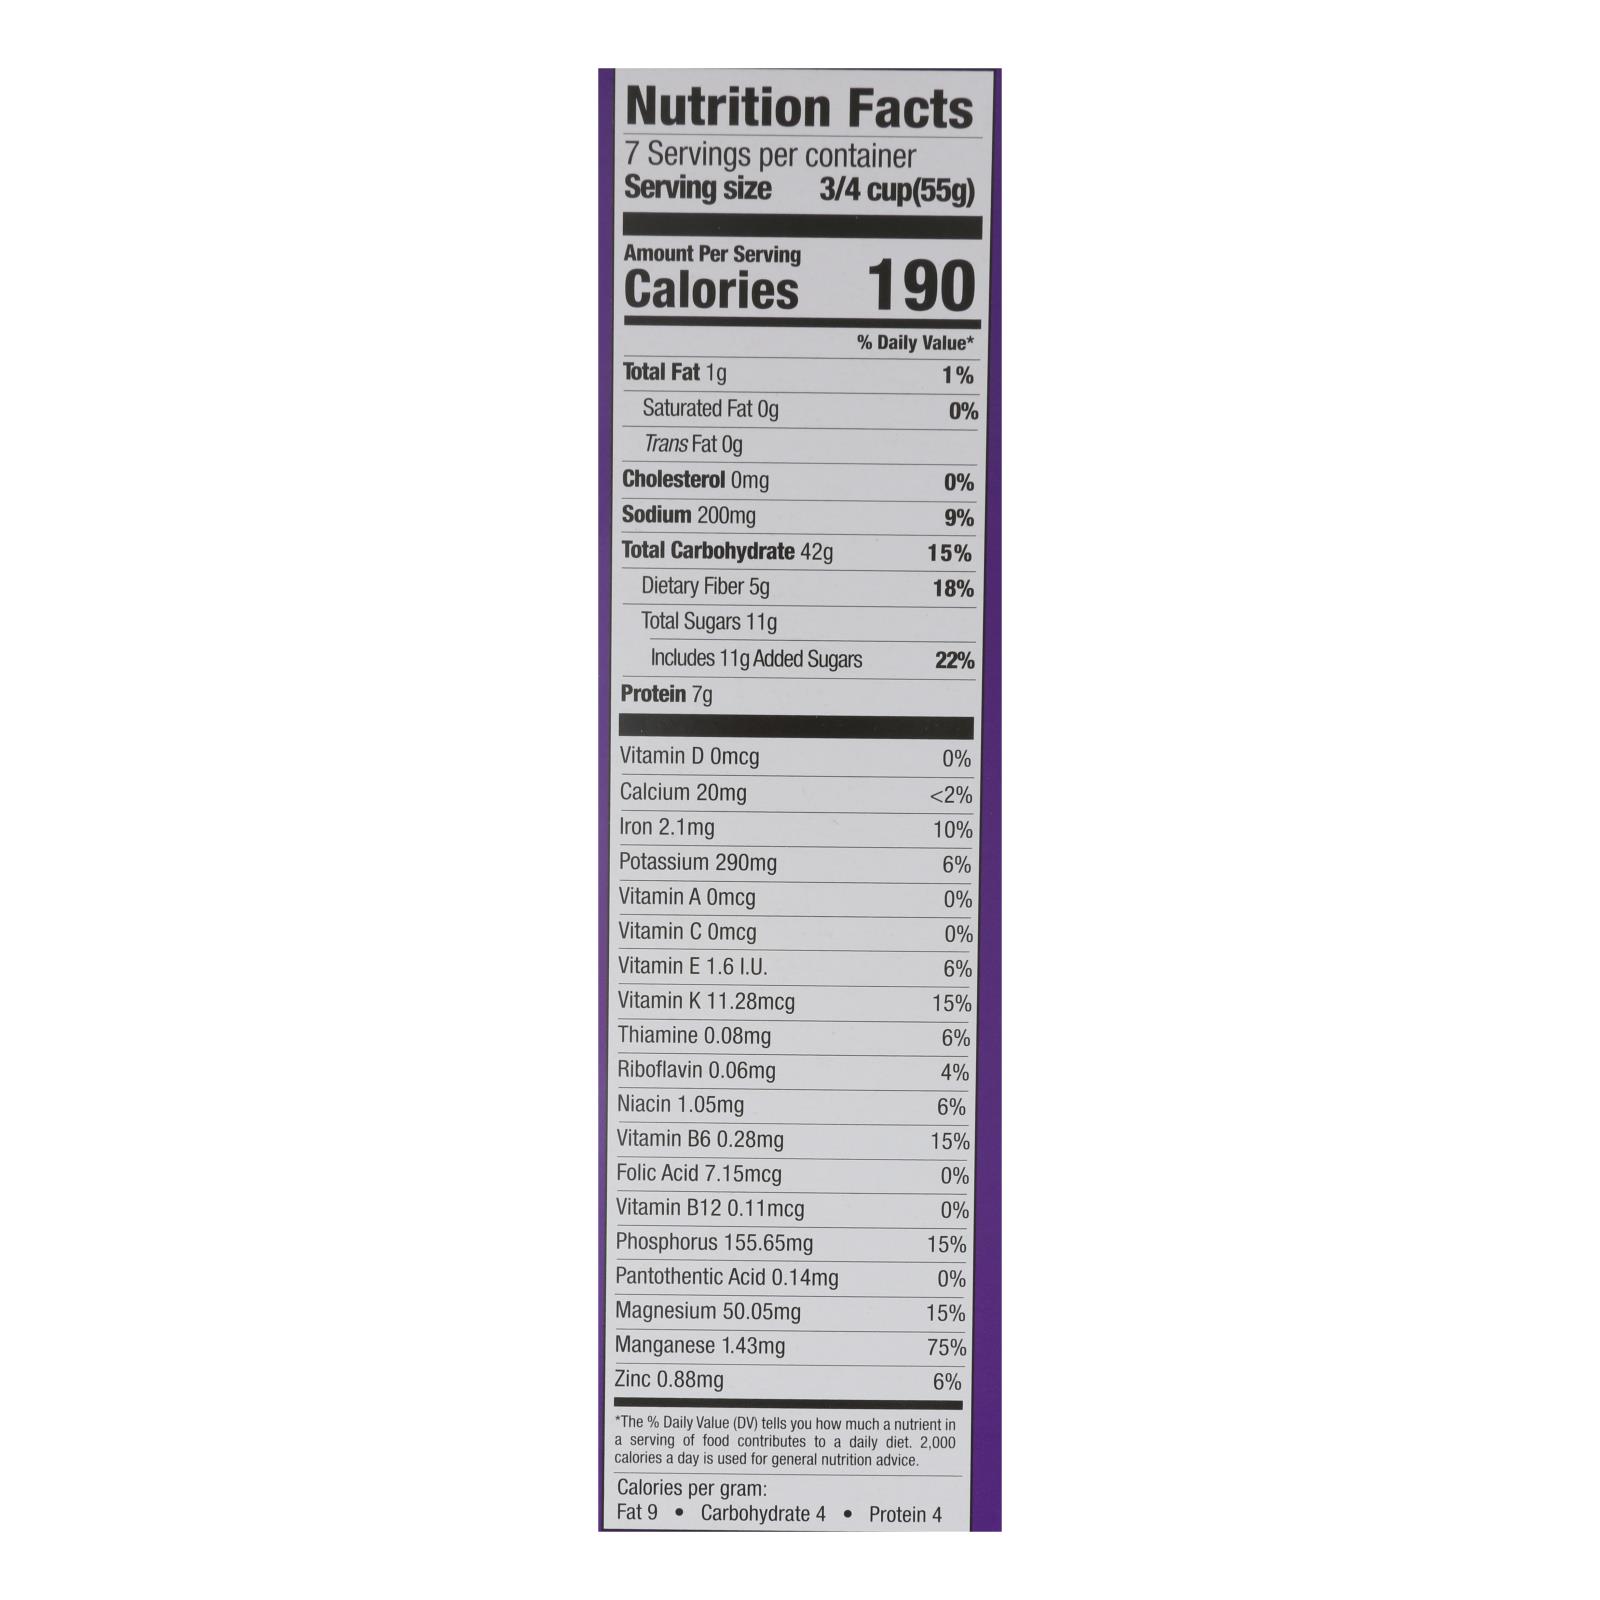 Nutrition Facts
7 Servings per container
Serving size 3/4 cup(55g)
Amount Per Serving
Calories 190
% Daily Value*
Total Fat 1g 1%
Saturated Fat 0g 0%
Trans Fat 0g
Cholesterol 0mg 0%
Sodium 200mg 9%
Total Carbohydrate 42g 15%
Dietary Fiber 5g 18%
Total Sugars 11g
Includes 11g Added Sugars 22%
Protein 7g
Vitamin D 0mcg 0%
Calcium 20mg <2%
Iron 2.1mg 10%
Potassium 290mg 6%
Vitamin A 0mcg 0%
Vitamin C 0mcg 0%
Vitamin E 1.6 I.U. 6%
Vitamin K 11.28mcg 15%
Thiamine 0.08mg 6%
Riboflavin 0.06mg 4%
Niacin 1.05mg 6%
Vitamin B6 0.28mg 15%
Folic Acid 7.15mcg 0%
Vitamin B12 0.11mcg 0%
Phosphorus 155.65mg 15%
Pantothentic Acid 0.14mg 0%
Magnesium 50.05mg 15%
Manganese 1.43mg 75%
Zinc 0.88mg 6%
*The % Daily Value (DV) tells you how much a nutrient in
a serving of food contributes to a daily diet. 2,000
calories a day is used for general nutrition advice.
Calories per gram:
Fat 9 • Carbohydrate 4 • Protein 4